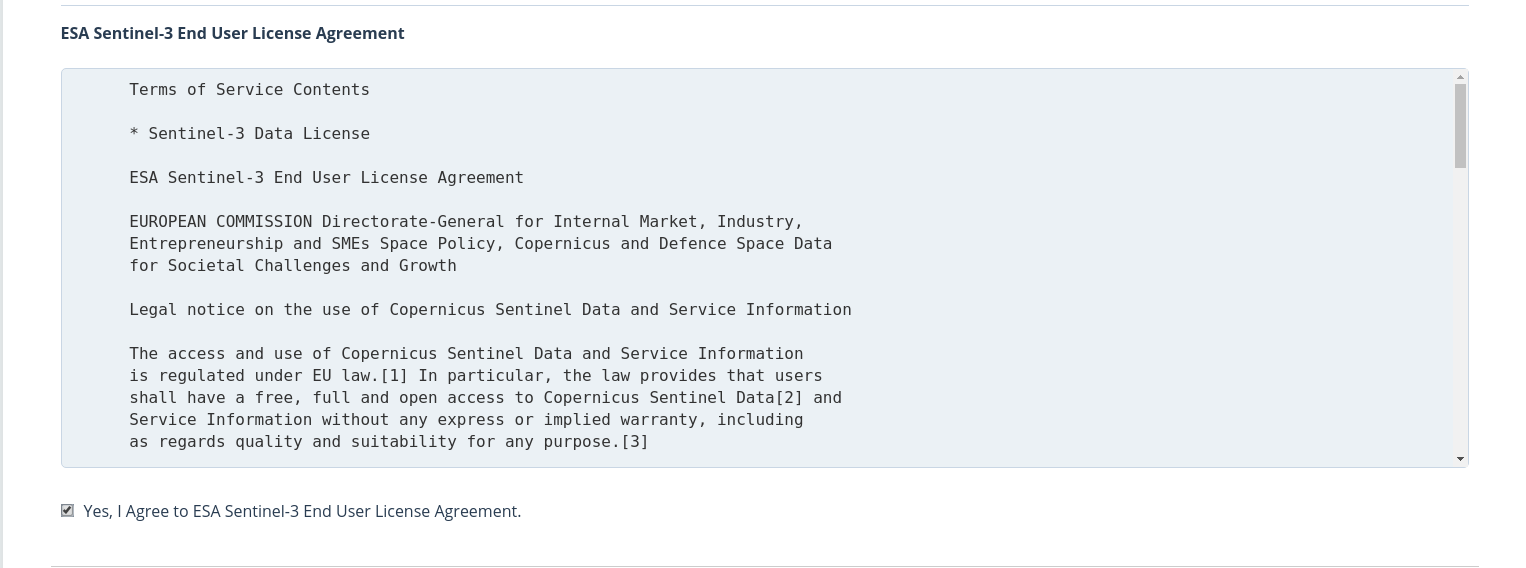 ESA Sentinel-3 End User License Agreement
Terms of Service Contents
* Sentinel-3 Data License
ESA Sentinel-3 End User License Agreement
EUROPEAN COMMISSION Directorate-General for Internal Market, Industry,
Entrepreneurship and SMEs Space Policy, Copernicus and Defence Space Data
for Societal Challenges and Growth
Legal notice on the use of Copernicus Sentinel Data and Service Information
The access and use of Copernicus Sentinel Data and Service Information
is regulated under EU law.[1] In particular, the law provides that users
shall have a free, full and open access to Copernicus Sentinel Data[2] and
Service Information without any express or implied warranty, including
as regards quality and suitability for any purpose.[3]
Yes, I Agree to ESA Sentinel-3 End User License Agreement.